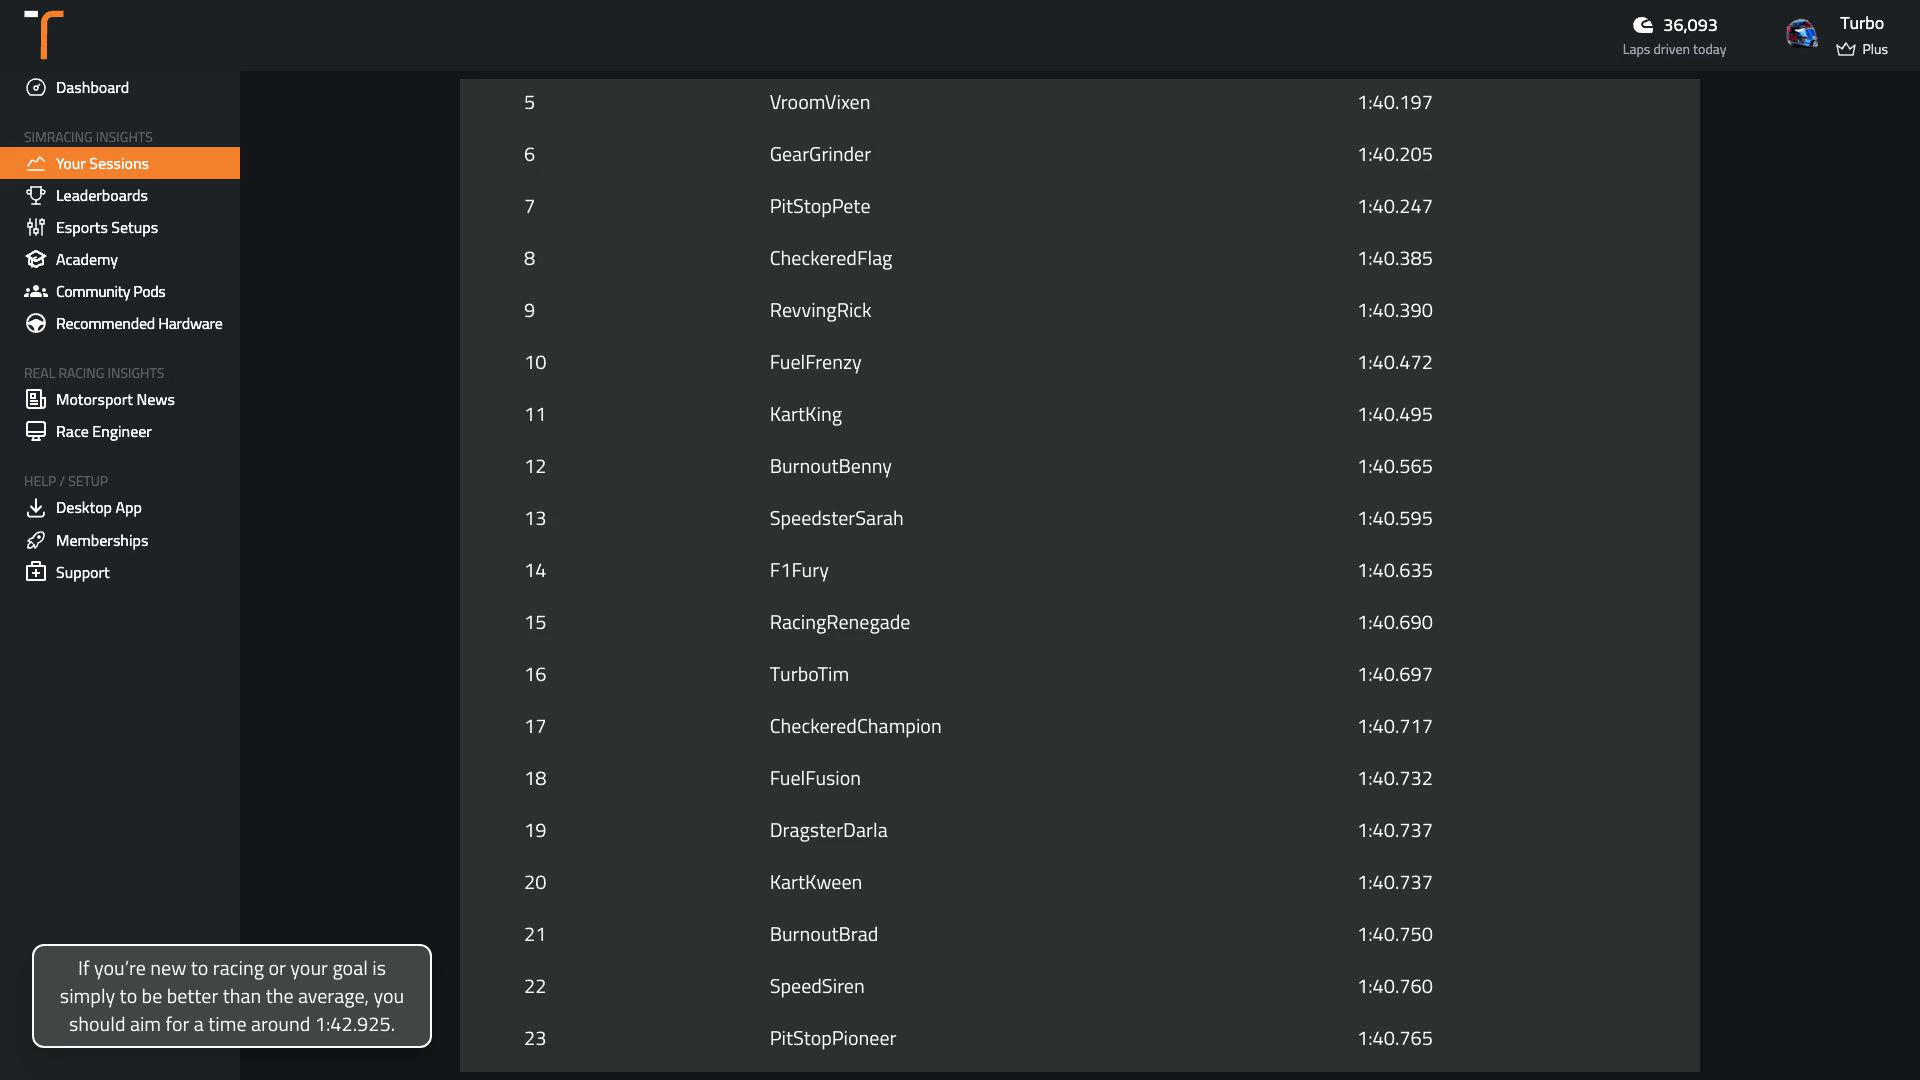 36,093
Laps driven today
Turbo
Plus
Dashboard
SIMRACING INSIGHTS
Your Sessions
Leaderboards
Esports Setups
Academy
Community Pods
Recommended Hardware
REAL RACING INSIGHTS
Motorsport News
Race Engineer
HELP / SETUP
Desktop App
Memberships
Support
5 VroomVixen 1:40.197
6 GearGrinder 1:40.205
7 PitStopPete 1:40.247
8 CheckeredFlag 1:40.385
9 RevvingRick 1:40.390
10 FuelFrenzy 1:40.472
11 KartKing 1:40.495
12 BurnoutBenny 1:40.565
13 SpeedsterSarah 1:40.595
14 F1Fury 1:40.635
15 RacingRenegade 1:40.690
16 TurboTim 1:40.697
17 CheckeredChampion 1:40.717
18 FuelFusion 1:40.732
19 DragsterDarla 1:40.737
20 KartKween 1:40.737
21 BurnoutBrad 1:40.750
22 SpeedSiren 1:40.760
23 PitStopPioneer 1:40.765
If you’re new to racing or your goal is
simply to be better than the average, you
should aim for a time around 1:42.925.